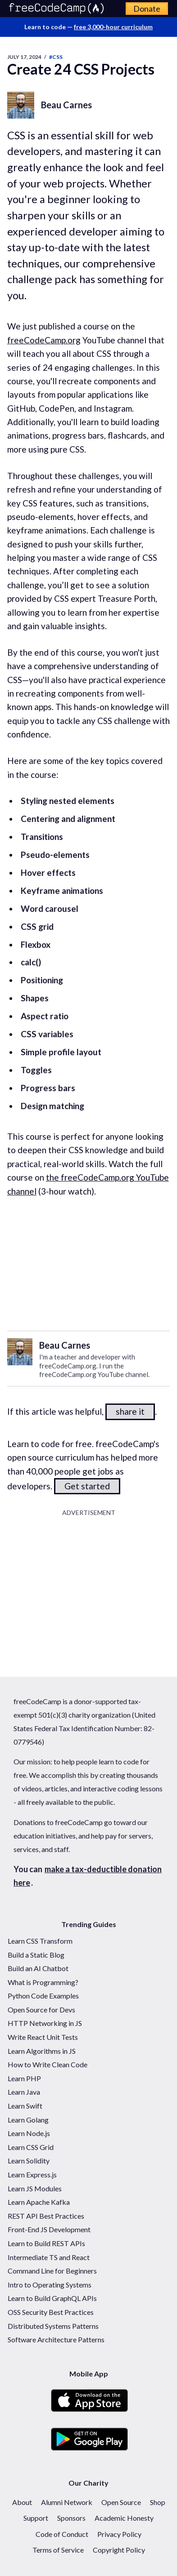 freeCodeCamp(🔥)
Donate
Learn to code — free 3,000-hour curriculum
JULY 17, 2024 / #CSS
Create 24 CSS Projects
Beau Carnes
CSS is an essential skill for web
developers, and mastering it can
greatly enhance the look and feel
of your web projects. Whether
you're a beginner looking to
sharpen your skills or an
experienced developer aiming to
stay up-to-date with the latest
techniques, our comprehensive
challenge pack has something for
you.
We just published a course on the
freeCodeCamp.org YouTube channel that
will teach you all about CSS through a
series of 24 engaging challenges. In this
course, you'll recreate components and
layouts from popular applications like
GitHub, CodePen, and Instagram.
Additionally, you'll learn to build loading
animations, progress bars, flashcards, and
more using pure CSS.
Throughout these challenges, you will
refresh and refine your understanding of
key CSS features, such as transitions,
pseudo-elements, hover effects, and
keyframe animations. Each challenge is
designed to push your skills further,
helping you master a wide range of CSS
techniques. After completing each
challenge, you’ll get to see a solution
provided by CSS expert Treasure Porth,
allowing you to learn from her expertise
and gain valuable insights.
By the end of this course, you won't just
have a comprehensive understanding of
CSS—you'll also have practical experience
in recreating components from well-
known apps. This hands-on knowledge will
equip you to tackle any CSS challenge with
confidence.
Here are some of the key topics covered
in the course:
• Styling nested elements
• Centering and alignment
• Transitions
• Pseudo-elements
• Hover effects
• Keyframe animations
• Word carousel
• CSS grid
• Flexbox
• calc()
• Positioning
• Shapes
• Aspect ratio
• CSS variables
• Simple profile layout
• Toggles
• Progress bars
• Design matching
This course is perfect for anyone looking
to deepen their CSS knowledge and build
practical, real-world skills. Watch the full
course on the freeCodeCamp.org YouTube
channel (3-hour watch).
Beau Carnes
I'm a teacher and developer with
freeCodeCamp.org. I run the
freeCodeCamp.org YouTube channel.
If this article was helpful, share it .
Learn to code for free. freeCodeCamp's
open source curriculum has helped more
than 40,000 people get jobs as
developers. Get started
ADVERTISEMENT
freeCodeCamp is a donor-supported tax-
exempt 501(c)(3) charity organization (United
States Federal Tax Identification Number: 82-
0779546)
Our mission: to help people learn to code for
free. We accomplish this by creating thousands
of videos, articles, and interactive coding lessons
- all freely available to the public.
Donations to freeCodeCamp go toward our
education initiatives, and help pay for servers,
services, and staff.
You can make a tax-deductible donation
here .
Trending Guides
Learn CSS Transform
Build a Static Blog
Build an AI Chatbot
What is Programming?
Python Code Examples
Open Source for Devs
HTTP Networking in JS
Write React Unit Tests
Learn Algorithms in JS
How to Write Clean Code
Learn PHP
Learn Java
Learn Swift
Learn Golang
Learn Node.js
Learn CSS Grid
Learn Solidity
Learn Express.js
Learn JS Modules
Learn Apache Kafka
REST API Best Practices
Front-End JS Development
Learn to Build REST APIs
Intermediate TS and React
Command Line for Beginners
Intro to Operating Systems
Learn to Build GraphQL APIs
OSS Security Best Practices
Distributed Systems Patterns
Software Architecture Patterns
Mobile App
Download on the
App Store
GET IT ON
Google Play
Our Charity
About Alumni Network Open Source Shop
Support Sponsors Academic Honesty
Code of Conduct Privacy Policy
Terms of Service Copyright Policy